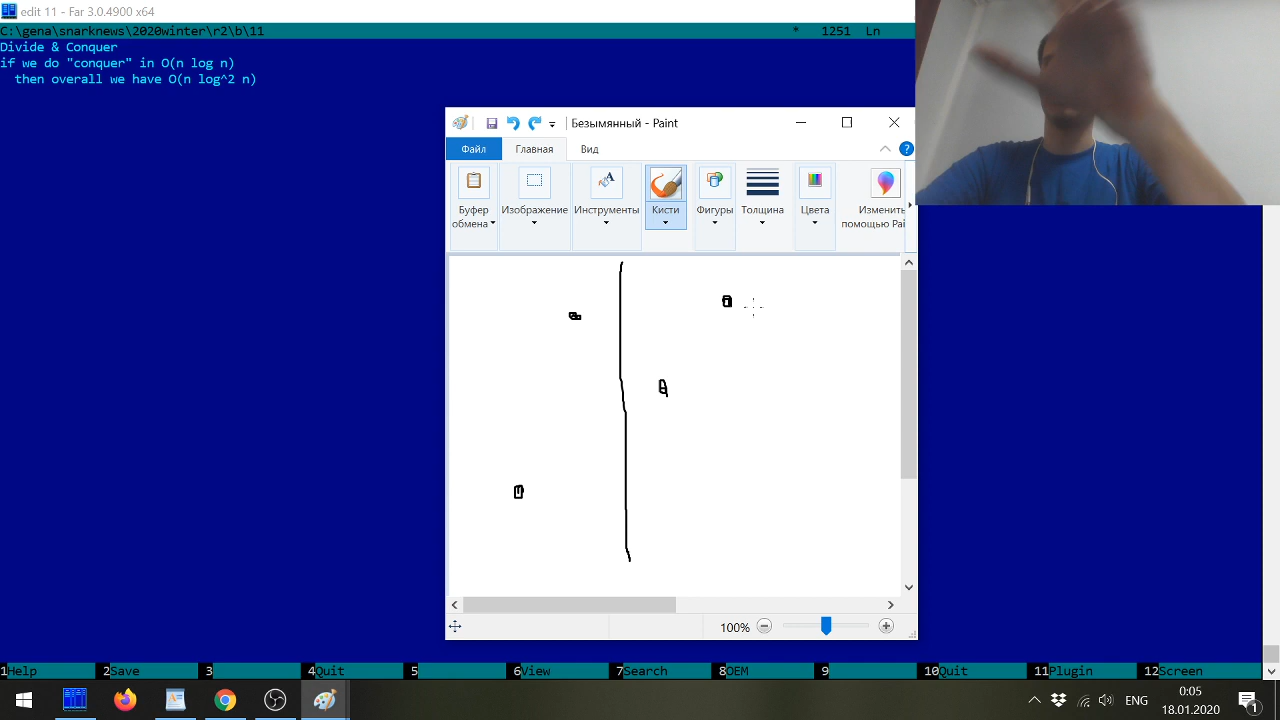 edit 11 - Far 3.0.4900 x64
C:\gena\snarknews\2020winter\r2\b\11 * 1251 Ln
Divide & Conquer
if we do "conquer" in O(n log n)
then overall we have O(n log^2 n)
Безымянный - Paint
Файл Главная Вид
Буфер обмена
Изображение
Инструменты
Кисти
Фигуры
Толщина
Цвета
Изменить
помощью Pai
100%
1Help 2Save 3 4Quit 5 6View 7Search 8OEM 9 10Quit 11Plugin 12Screen
ENG
0:05
18.01.2020
1